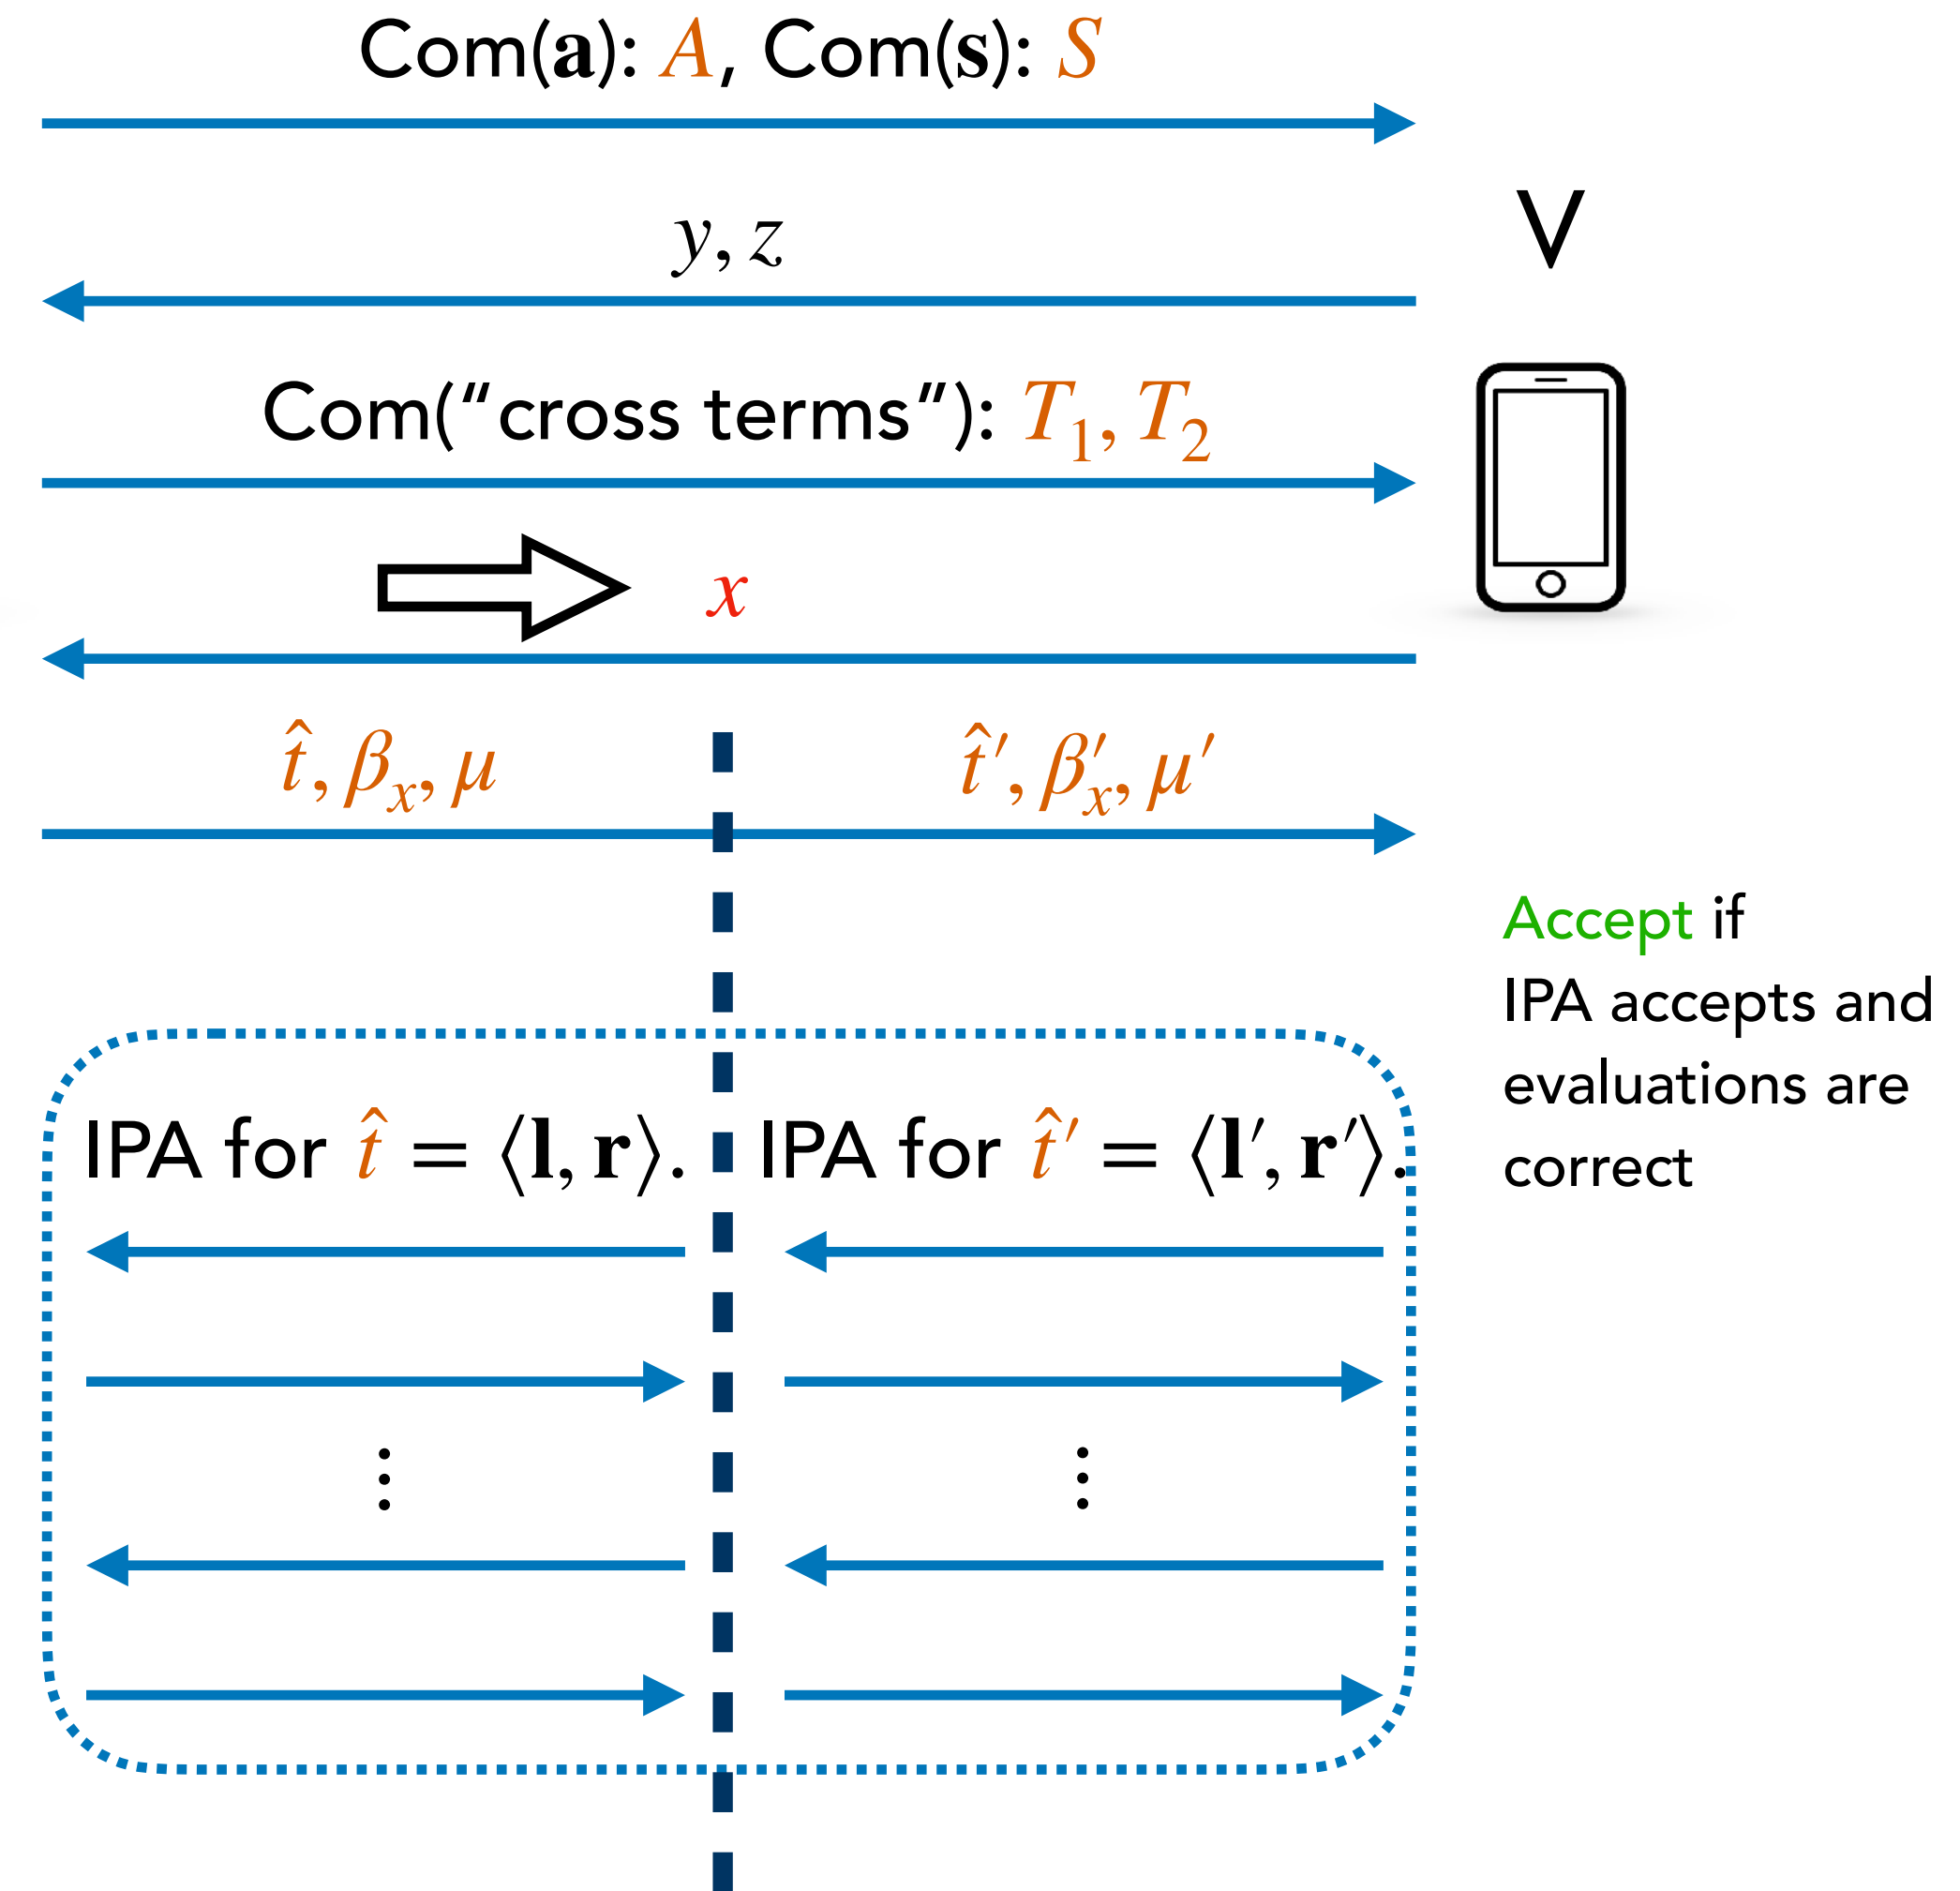 Com(𝐚): A, Com(𝐬): S
y, z
V
Com(“cross terms”): T₁, T₂
x
t̂, βₓ, μ
t̂′, β′ₓ, μ′
Accept if
IPA accepts and
evaluations are
correct
IPA for t̂ = ⟨𝐥, 𝐫⟩.
IPA for t̂′ = ⟨𝐥′, 𝐫′⟩.
⋮
⋮